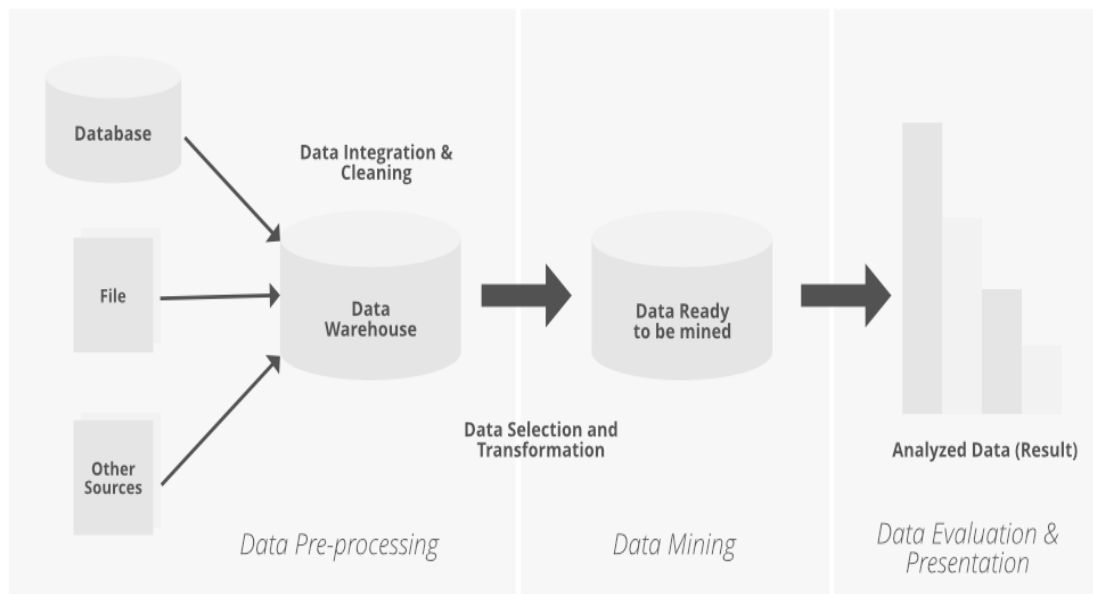 Database
Data Integration &
Cleaning
File
Data
Warehouse
Data Ready
to be mined
Other
Sources
Data Selection and
Transformation
Analyzed Data (Result)
Data Pre-processing
Data Mining
Data Evaluation &
Presentation